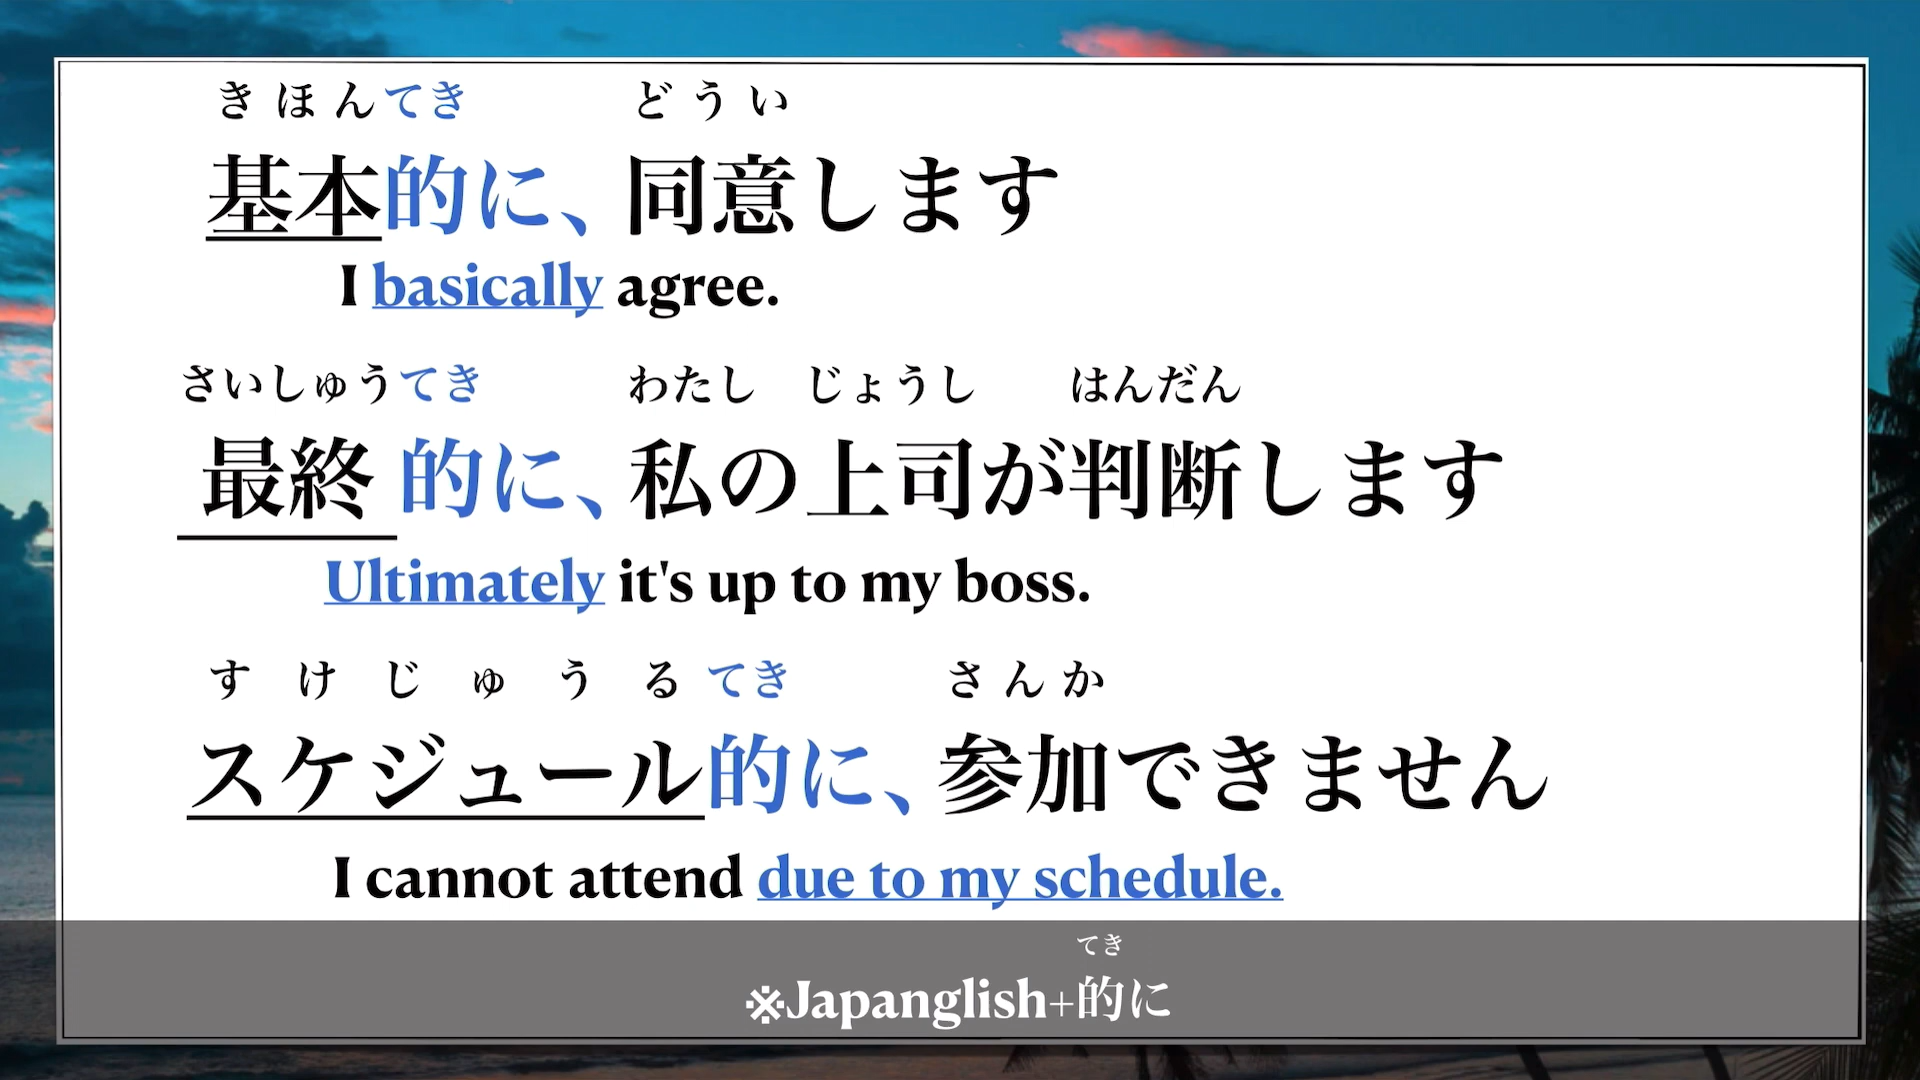 きほんてき どうい
基本的に、同意します
I basically agree.
さいしゅうてき わたし じょうし はんだん
最終的に、私の上司が判断します
Ultimately it's up to my boss.
すけじゅうるてき さんか
スケジュール的に、参加できません
I cannot attend due to my schedule.
てき
※Japanglish+的に